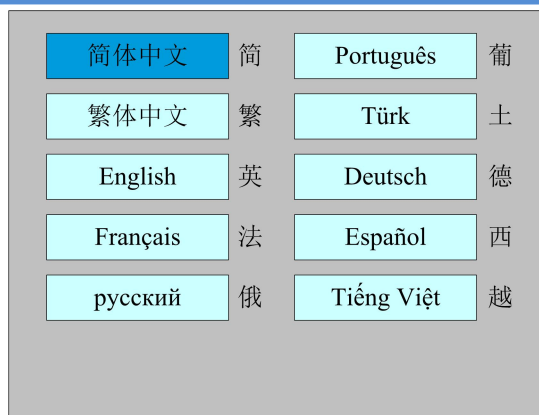 简体中文 简 Português 葡
繁体中文 繁 Türk 土
English 英 Deutsch 德
Français 法 Español 西
русский 俄 Tiếng Việt 越